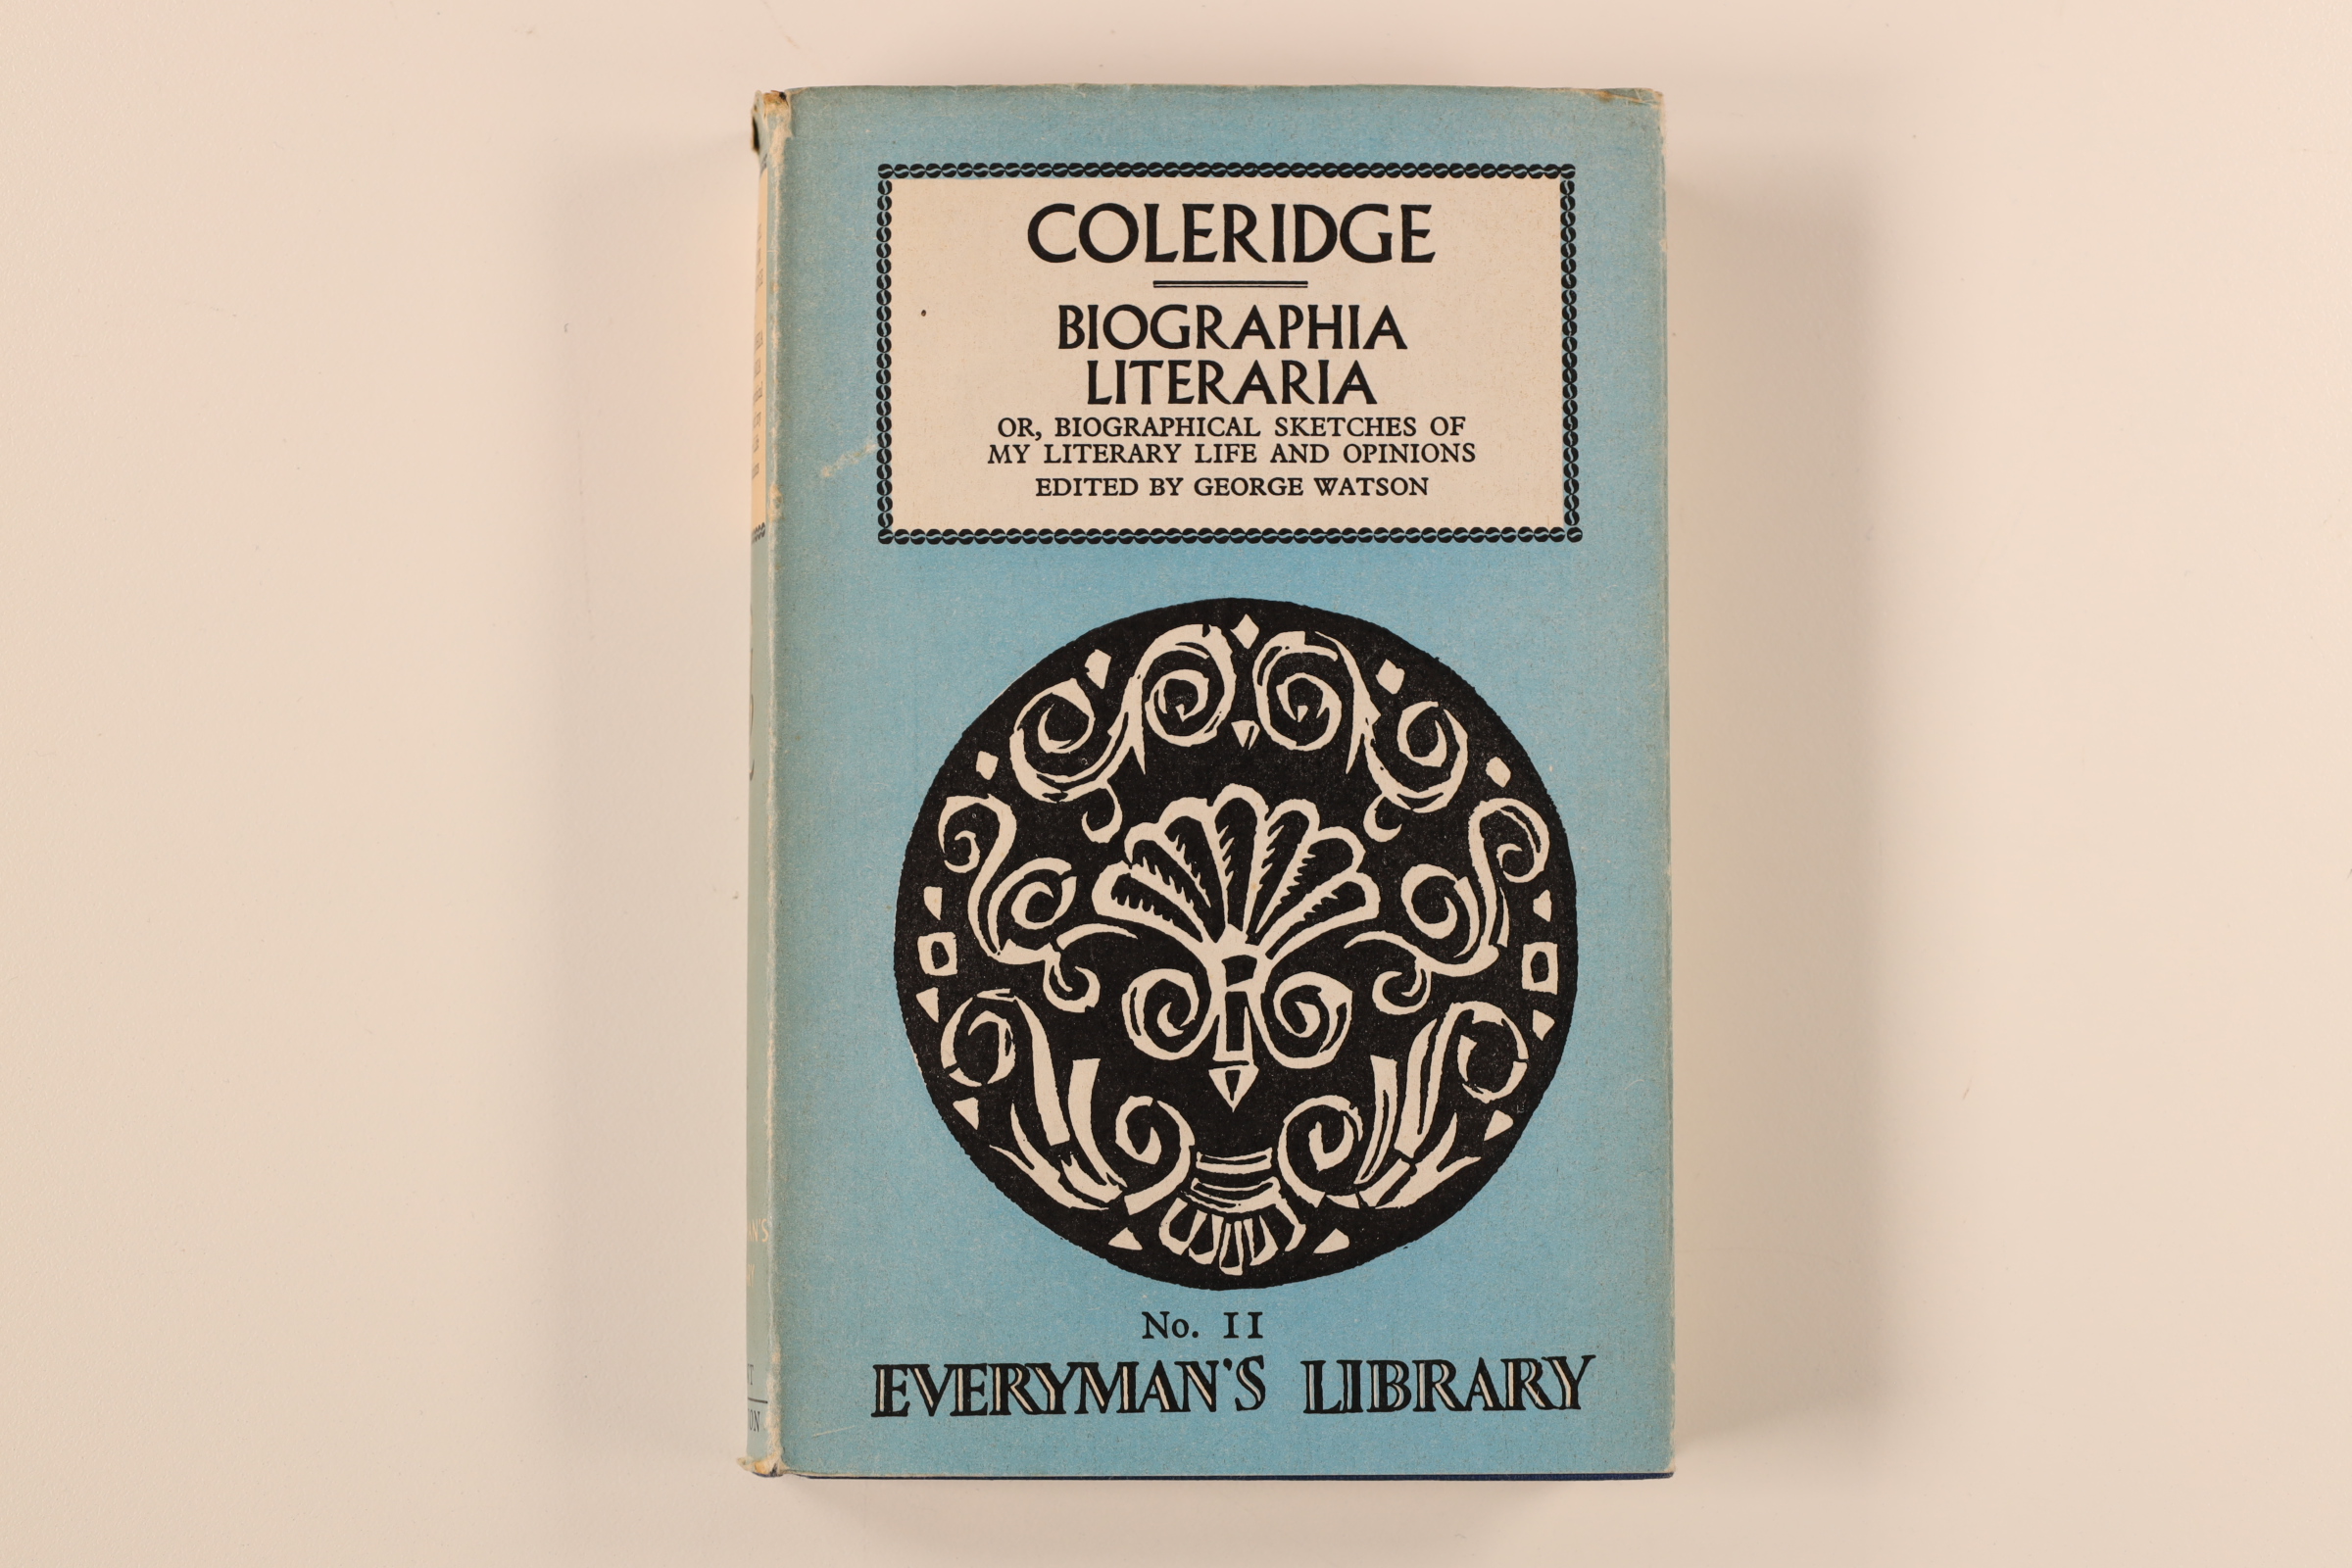 COLERIDGE
BIOGRAPHIA
LITERARIA
OR, BIOGRAPHICAL SKETCHES OF
MY LITERARY LIFE AND OPINIONS
EDITED BY GEORGE WATSON
No. 11
EVERYMAN'S LIBRARY